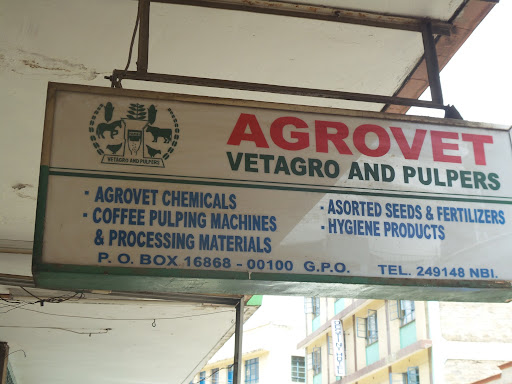 VETAGRO AND PULPERS
AGROVET
VETAGRO AND PULPERS
· AGROVET CHEMICALS
· COFFEE PULPING MACHINES
& PROCESSING MATERIALS
· ASORTED SEEDS & FERTILIZERS
· HYGIENE PRODUCTS
P. O. BOX 16868 - 00100 G.P.O. TEL. 249148 NBI.